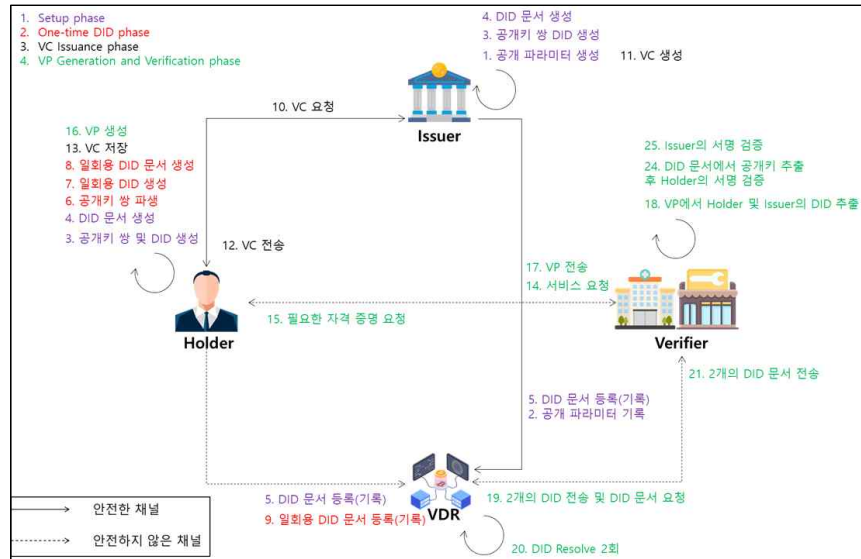 1. Setup phase
2. One-time DID phase
3. VC Issuance phase
4. VP Generation and Verification phase
4. DID 문서 생성
3. 공개키 쌍 DID 생성
1. 공개 파라미터 생성
11. VC 생성
10. VC 요청
Issuer
16. VP 생성
13. VC 저장
8. 일회용 DID 문서 생성
7. 일회용 DID 생성
6. 공개키 쌍 파생
4. DID 문서 생성
3. 공개키 쌍 및 DID 생성
25. Issuer의 서명 검증
24. DID 문서에서 공개키 추출
후 Holder의 서명 검증
18. VP에서 Holder 및 Issuer의 DID 추출
12. VC 전송
17. VP 전송
14. 서비스 요청
15. 필요한 자격 증명 요청
Holder
Verifier
21. 2개의 DID 문서 전송
5. DID 문서 등록(기록)
2. 공개 파라미터 기록
5. DID 문서 등록(기록)
9. 일회용 DID 문서 등록(기록)
VDR
19. 2개의 DID 전송 및 DID 문서 요청
20. DID Resolve 2회
안전한 채널
안전하지 않은 채널